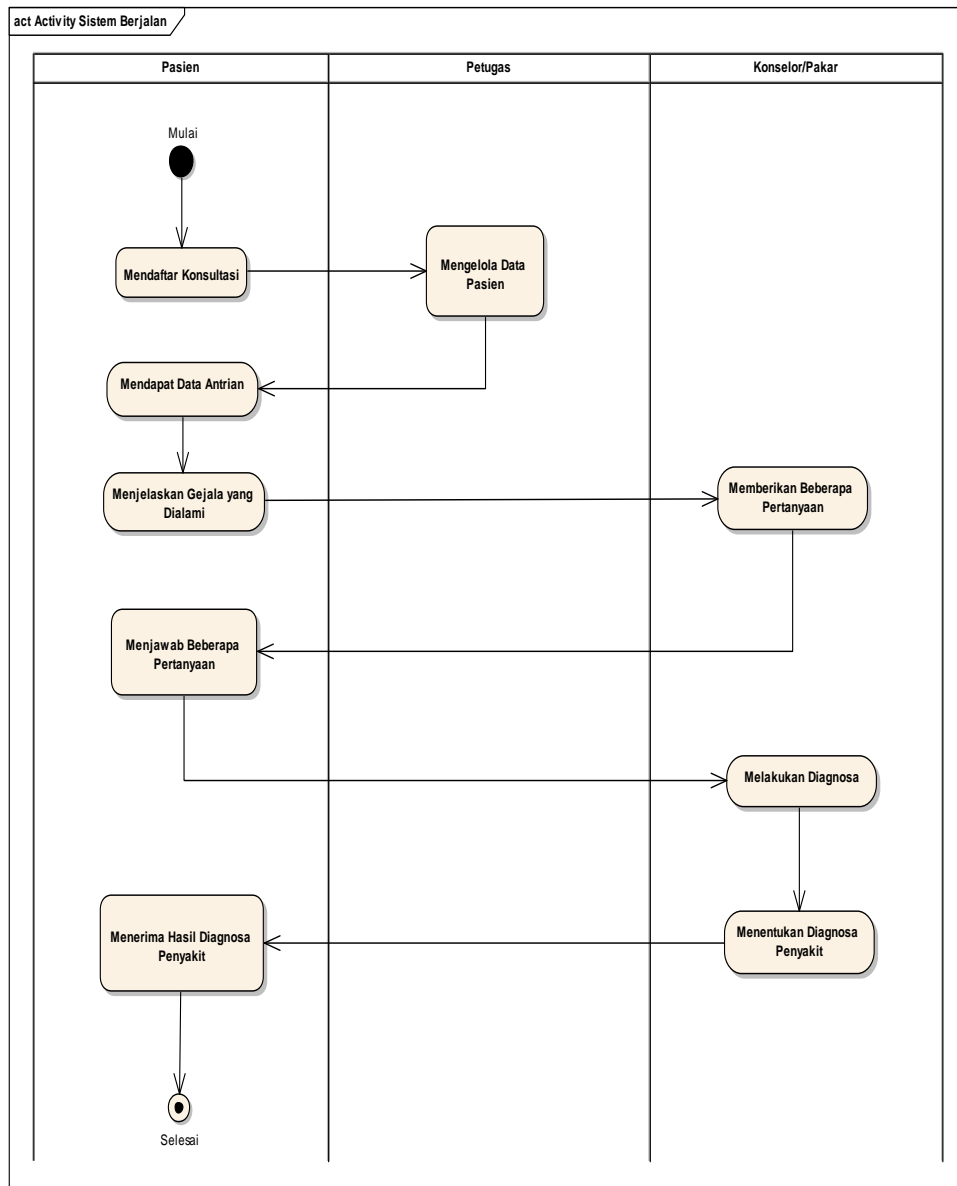 act Activity Sistem Berjalan
Pasien
Petugas
Konselor/Pakar
Mulai
Mendaftar Konsultasi
Mengelola Data
Pasien
Mendapat Data Antrian
Menjelaskan Gejala yang
Dialami
Memberikan Beberapa
Pertanyaan
Menjawab Beberapa
Pertanyaan
Melakukan Diagnosa
Menentukan Diagnosa
Penyakit
Menerima Hasil Diagnosa
Penyakit
Selesai